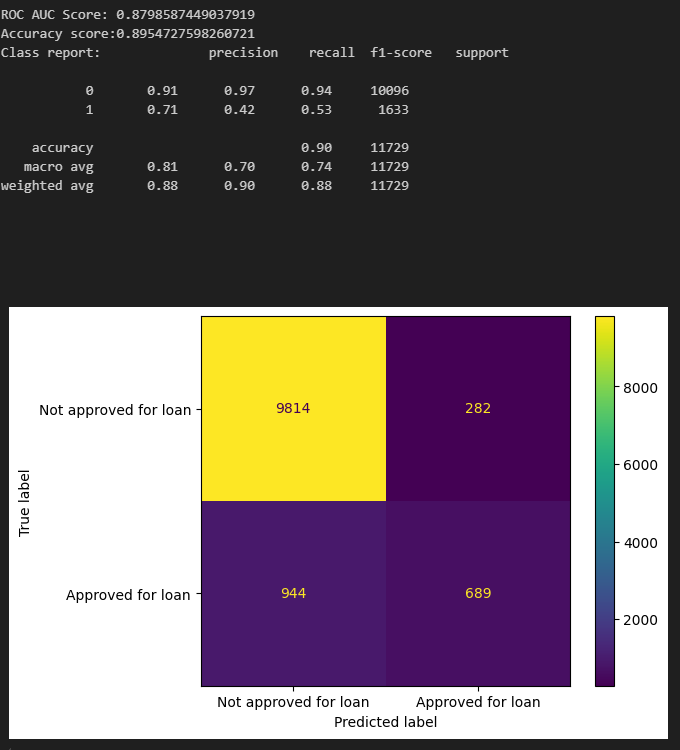 ROC AUC Score: 0.8798587449037919
Accuracy score:0.8954727598260721
Class report: precision recall f1-score support
0 0.91 0.97 0.94 10096
1 0.71 0.42 0.53 1633
accuracy 0.90 11729
macro avg 0.81 0.70 0.74 11729
weighted avg 0.88 0.90 0.88 11729
True label
Not approved for loan
Approved for loan
9814 282
944 689
Not approved for loan Approved for loan
Predicted label
8000
6000
4000
2000